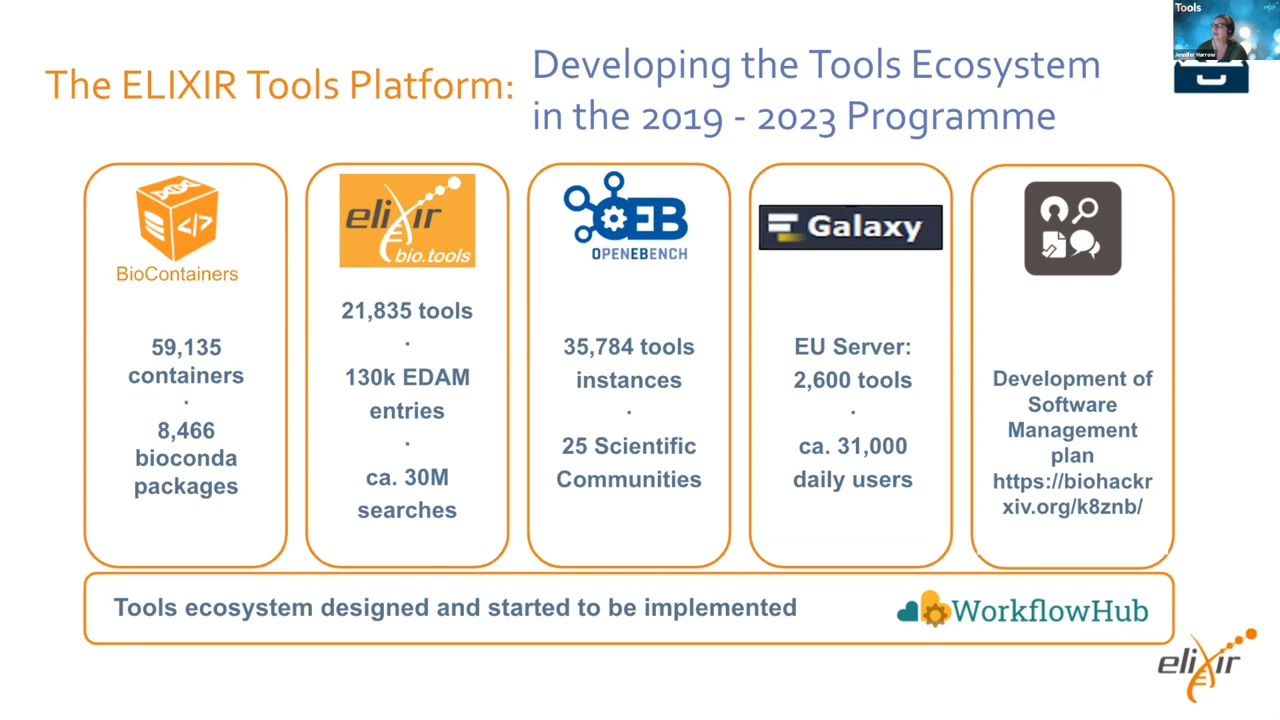 The ELIXIR Tools Platform:
Developing the Tools Ecosystem
in the 2019 - 2023 Programme
Tools
Jennifer Harrow
BioContainers
59,135
containers
.
8,466
bioconda
packages
elixir
bio.tools
21,835 tools
.
130k EDAM
entries
.
ca. 30M
searches
OEB
OPENEBENCH
35,784 tools
instances
.
25 Scientific
Communities
Galaxy
EU Server:
2,600 tools
.
ca. 31,000
daily users
Development of
Software
Management
plan
https://biohackr
xiv.org/k8znb/
Tools ecosystem designed and started to be implemented
WorkflowHub
elixir